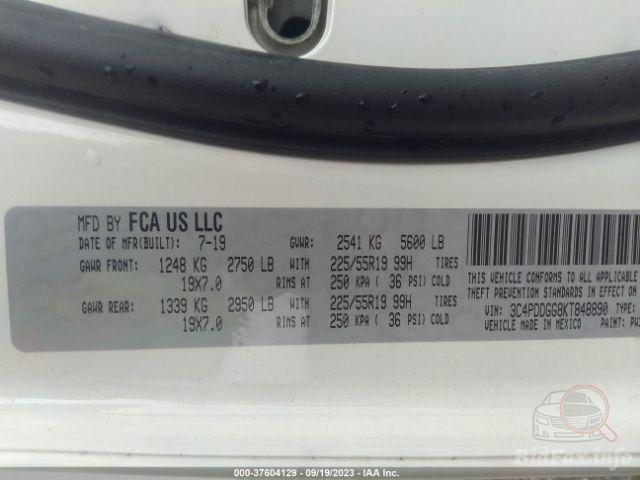 MFD BY FCA US LLC
DATE OF MFR(BUILT): 7-19 GVWR: 2541 KG 5600 LB
GAWR FRONT: 1248 KG 2750 LB WITH 225/55R19 99H TIRES
19X7.0 RIMS AT 250 KPA ( 36 PSI) COLD
GAWR REAR: 1339 KG 2950 LB WITH 225/55R19 99H TIRES
19X7.0 RIMS AT 250 KPA ( 36 PSI) COLD
THIS VEHICLE CONFORMS TO ALL APPLICABLE
THEFT PREVENTION STANDARDS IN EFFECT ON
VIN: 3C4PDDGG8KT848890 TYPE:
VEHICLE MADE IN MEXICO PAINT: PW
BidFax.info
000-37604129 - 09/19/2023 - IAA Inc.